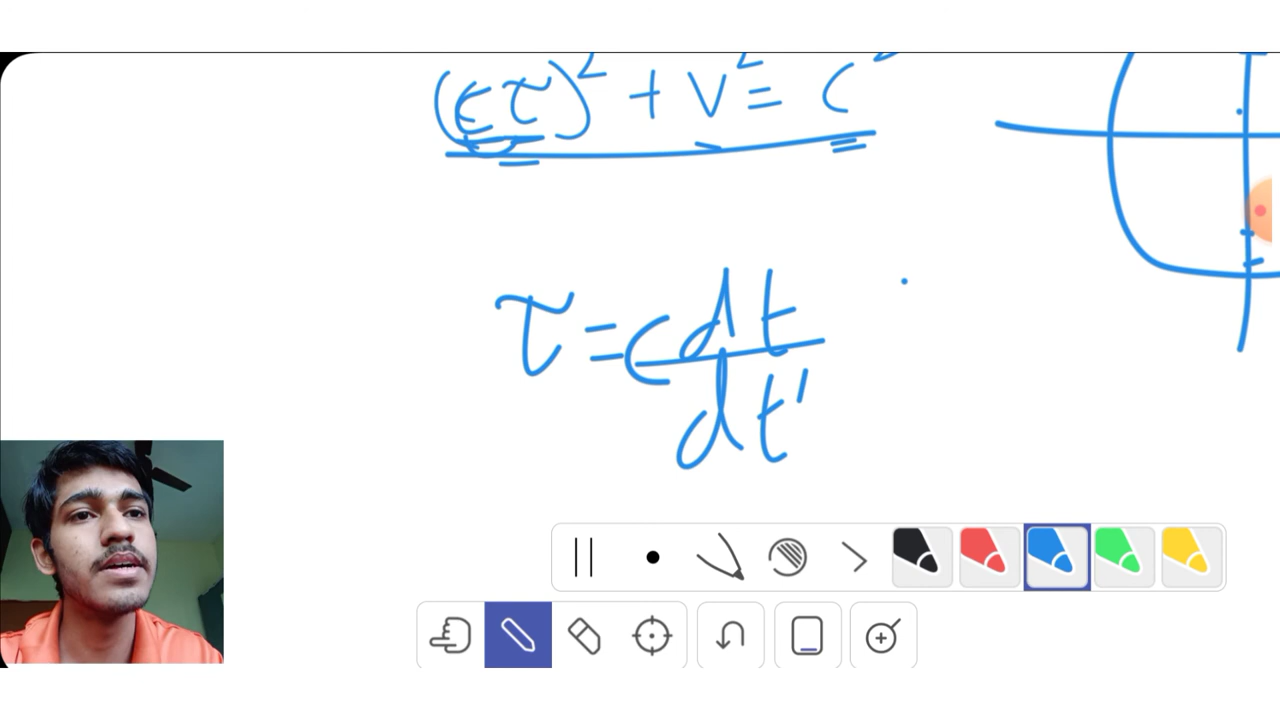 (cτ)² + v² = c²
τ = c dt / dt'